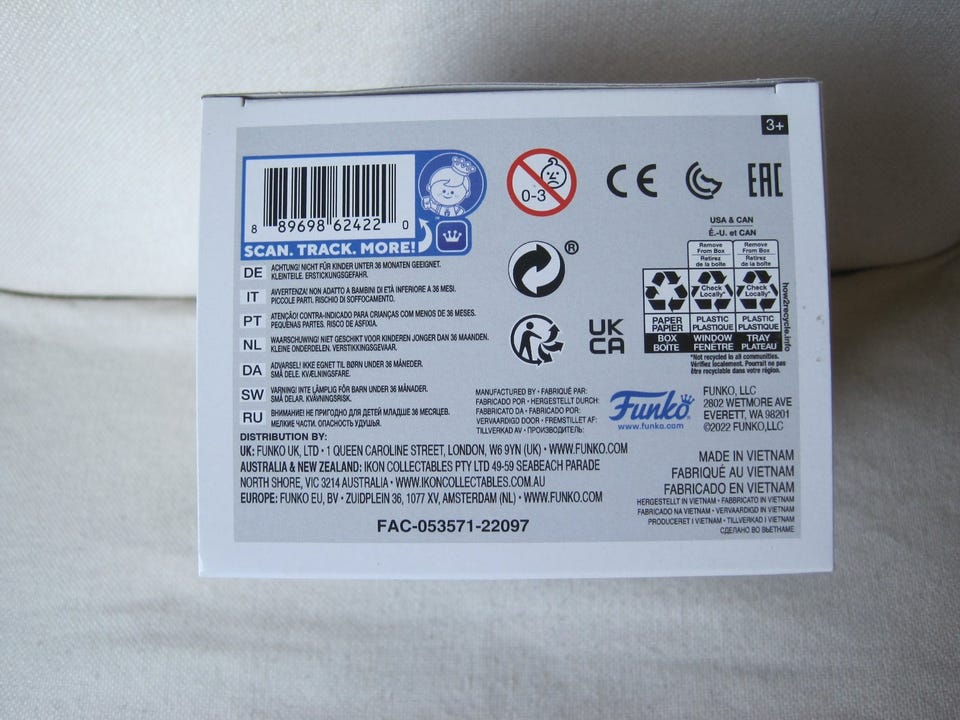 3+
8 89698 62422 0
SCAN. TRACK. MORE!
0-3
CE
EAC
DE ACHTUNG! NICHT FÜR KINDER UNTER 36 MONATEN GEEIGNET.
KLEINTEILE. ERSTICKUNGSGEFAHR.
IT AVVERTENZA! NON ADATTO A BAMBINI DI ETÀ INFERIORE A 36 MESI.
PICCOLE PARTI. RISCHIO DI SOFFOCAMENTO.
PT ATENÇÃO! CONTRA-INDICADO PARA CRIANÇAS COM MENOS DE 36 MESES.
PEQUENAS PARTES. RISCO DE ASFIXIA.
NL WAARSCHUWING! NIET GESCHIKT VOOR KINDEREN JONGER DAN 36 MAANDEN.
KLEINE ONDERDELEN. VERSTIKKINGSGEVAAR.
DA ADVARSEL! IKKE EGNET TIL BØRN UNDER 36 MÅNEDER.
SMÅ DELE. KVÆLNINGSFARE.
SW VARNING! INTE LÄMPLIG FÖR BARN UNDER 36 MÅNADER.
SMÅ DELAR. KVÄVNINGSRISK.
RU ВНИМАНИЕ! НЕ ПРИГОДНО ДЛЯ ДЕТЕЙ МЛАДШЕ 36 МЕСЯЦЕВ.
МЕЛКИЕ ЧАСТИ. ОПАСНОСТЬ УДУШЬЯ.
®
UK
CA
USA & CAN
É.-U. et CAN
Remove From Box Retirez de la boîte
Remove From Box Retirez de la boîte
Check Locally*
Check Locally*
PAPER PAPIER
PLASTIC PLASTIQUE
PLASTIC PLASTIQUE
BOX BOÎTE
WINDOW FENÊTRE
TRAY PLATEAU
how2recycle.info
*Not recycled in all communities.
Vérifiez localement. Pourrait ne pas
être recyclable dans votre région.
MANUFACTURED BY • FABRIQUÉ PAR:
FABRICADO POR • HERGESTELLT DURCH:
FABBRICATO DA • FABRICADO POR:
VERVAARDIGD DOOR • FREMSTILLET AF:
TILLVERKAD AV • ПРОИЗВОДИТЕЛЬ:
Funko
www.funko.com
FUNKO, LLC
2802 WETMORE AVE
EVERETT, WA 98201
©2022 FUNKO,LLC
DISTRIBUTION BY:
UK: FUNKO UK, LTD • 1 QUEEN CAROLINE STREET, LONDON, W6 9YN (UK) • WWW.FUNKO.COM
AUSTRALIA & NEW ZEALAND: IKON COLLECTABLES PTY LTD 49-59 SEABEACH PARADE
NORTH SHORE, VIC 3214 AUSTRALIA • WWW.IKONCOLLECTABLES.COM.AU
EUROPE: FUNKO EU, BV • ZUIDPLEIN 36, 1077 XV, AMSTERDAM (NL) • WWW.FUNKO.COM
FAC-053571-22097
MADE IN VIETNAM
FABRIQUÉ AU VIETNAM
FABRICADO EN VIETNAM
HERGESTELLT IN VIETNAM • FABBRICATO IN VIETNAM
FABRICADO NA VIETNAM • VERVAARDIGD IN VIETNAM
PRODUCERET I VIETNAM • TILLVERKAD I VIETNAM
СДЕЛАНО ВО ВЬЕТНАМЕ